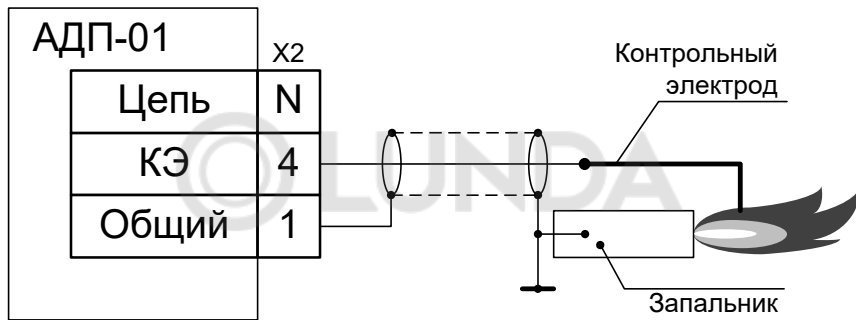 АДП-01
X2
Цепь N
КЭ 4
Общий 1
Контрольный
электрод
LUNDA
Запальник